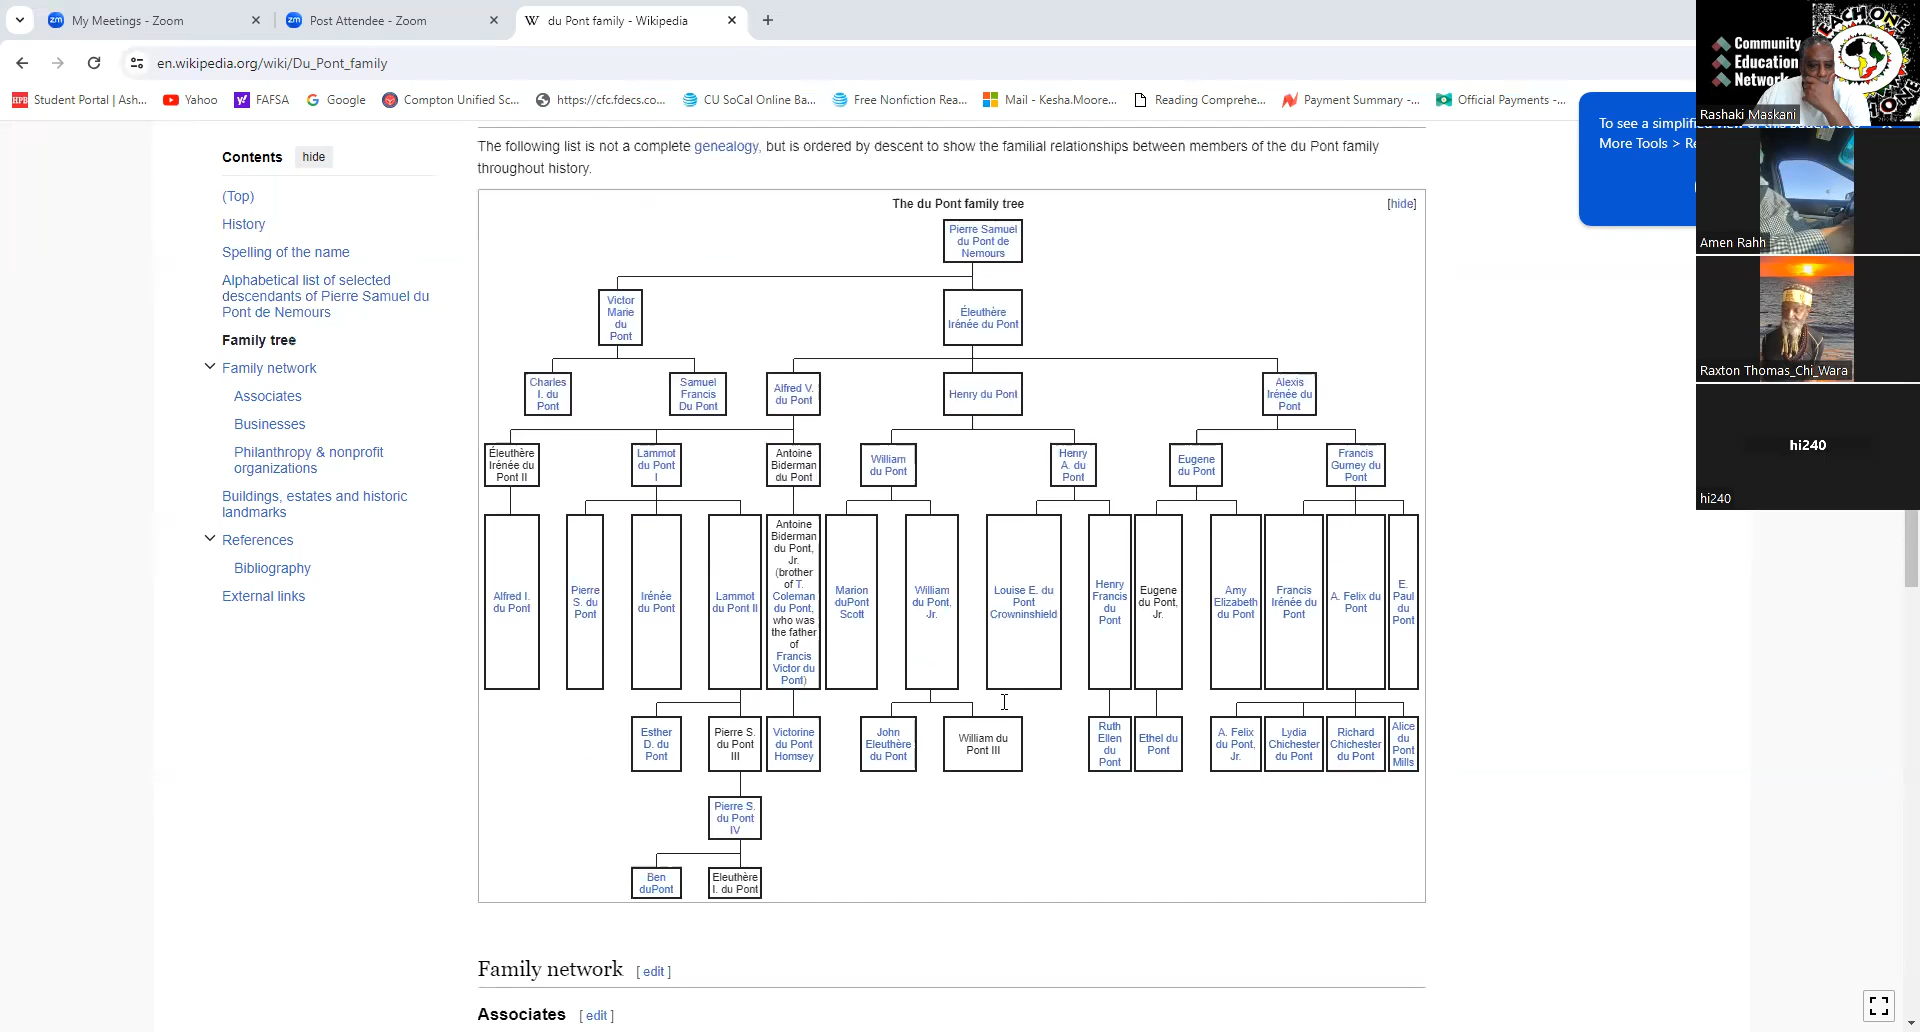 My Meetings - Zoom
Post Attendee - Zoom
du Pont family - Wikipedia
en.wikipedia.org/wiki/Du_Pont_family
Student Portal | Ash...
Yahoo
FAFSA
Google
Compton Unified Sc...
https://cfc.fdecs.co...
CU SoCal Online Ba...
Free Nonfiction Rea...
Mail - Kesha.Moore...
Reading Comprehe...
Payment Summary -...
Official Payments -...
Contents
hide
(Top)
History
Spelling of the name
Alphabetical list of selected
descendants of Pierre Samuel du
Pont de Nemours
Family tree
Family network
Associates
Businesses
Philanthropy & nonprofit
organizations
Buildings, estates and historic
landmarks
References
Bibliography
External links
The following list is not a complete genealogy, but is ordered by descent to show the familial relationships between members of the du Pont family
throughout history.
The du Pont family tree
[hide]
Pierre Samuel
du Pont de
Nemours
Victor
Marie
du
Pont
Éleuthère
Irénée du Pont
Charles
I. du
Pont
Samuel
Francis
Du Pont
Alfred V.
du Pont
Henry du Pont
Alexis
Irénée du
Pont
Éleuthère
Irénée du
Pont II
Lammot
du Pont
I
Antoine
Biderman
du Pont
William
du Pont
Henry
A. du
Pont
Eugene
du Pont
Francis
Gurney du
Pont
Alfred I.
du Pont
Pierre
S. du
Pont
Irénée
du Pont
Lammot
du Pont II
Antoine
Biderman
du Pont,
Jr.
(brother
of T.
Coleman
du Pont,
who was
the father
of
Francis
Victor du
Pont)
Marion
duPont
Scott
William
du Pont,
Jr.
Louise E. du
Pont
Crowninshield
Henry
Francis
du
Pont
Eugene
du Pont,
Jr.
Amy
Elizabeth
du Pont
Francis
Irénée du
Pont
A. Felix du
Pont
E.
Paul
du
Pont
Esther
D. du
Pont
Pierre S.
du Pont
III
Victorine
du Pont
Homsey
John
Eleuthère
du Pont
William du
Pont III
Ruth
Ellen
du
Pont
Ethel du
Pont
A. Felix
du Pont,
Jr.
Lydia
Chichester
du Pont
Richard
Chichester
du Pont
Alice
du
Pont
Mills
Pierre S.
du Pont
IV
Ben
duPont
Eleuthère
I. du Pont
Family network [ edit ]
Associates [ edit ]
To see a simplifi
More Tools > Re
Community
Education
Network
EACH ONE
Rashaki Maskani
Amen Rahh
Raxton Thomas_Chi_Wara
hi240
hi240